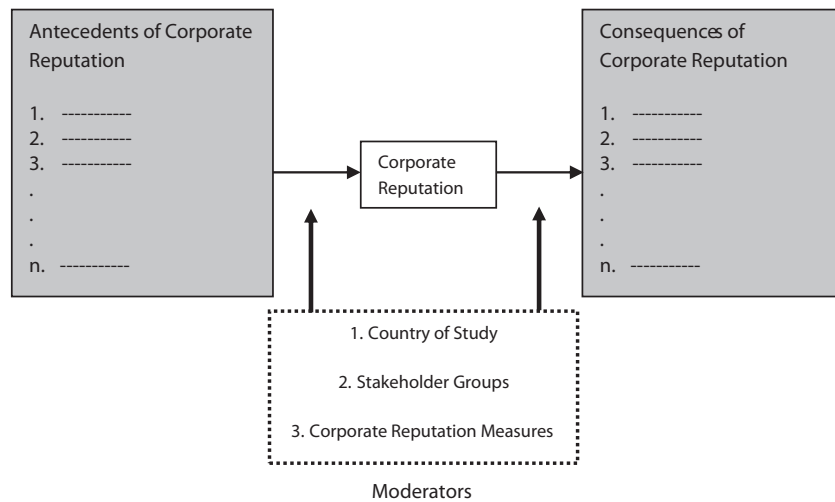 Antecedents of Corporate
Reputation
1. -----------
2. -----------
3. -----------
.
.
.
n. -----------
Corporate
Reputation
Consequences of
Corporate Reputation
1. -----------
2. -----------
3. -----------
.
.
.
n. -----------
1. Country of Study
2. Stakeholder Groups
3. Corporate Reputation Measures
Moderators